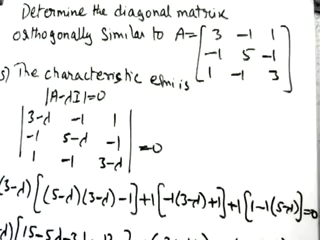 Determine the diagonal matrix
orthogonally similar to A = [3 -1 1
-1 5 -1
1 -1 3]
5) The characteristic eqn is
|A-λI|=0
|3-λ -1 1
-1 5-λ -1
1 -1 3-λ| =0
(3-λ)[(5-λ)(3-λ)-1]+1[-1(3-λ)+1]+1[1-1(5-λ)]=0